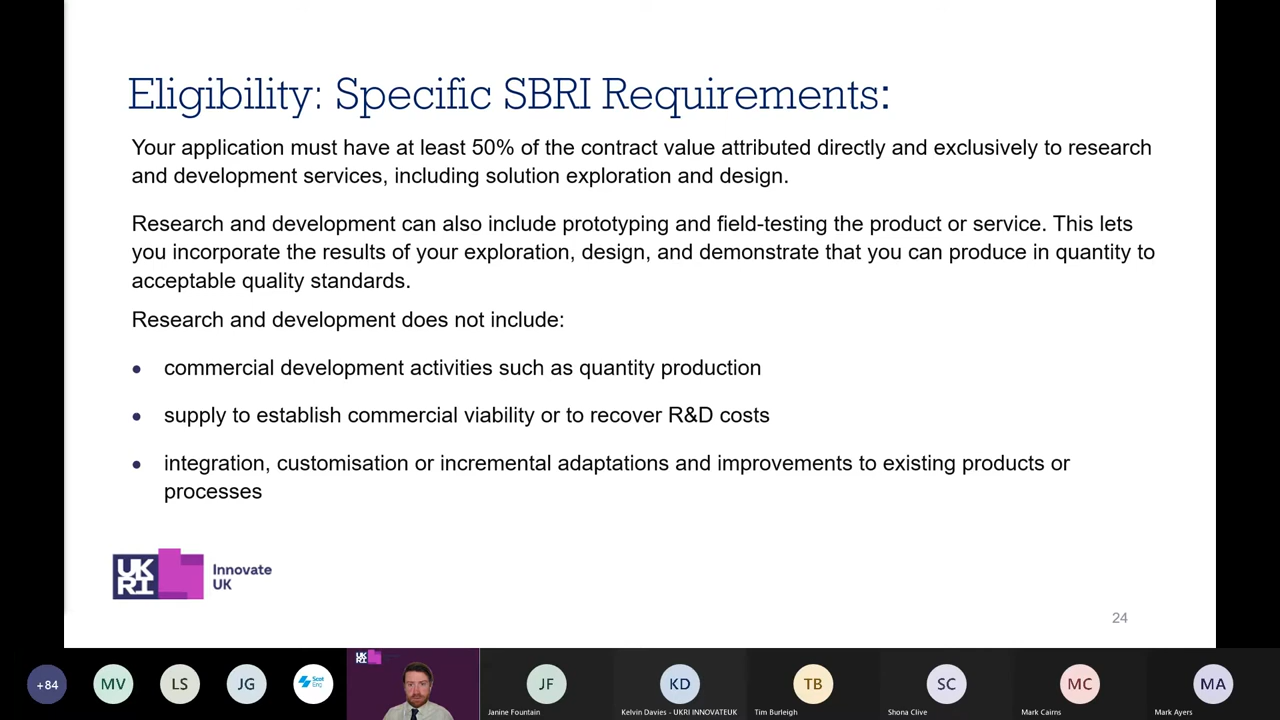 Eligibility: Specific SBRI Requirements:
Your application must have at least 50% of the contract value attributed directly and exclusively to research
and development services, including solution exploration and design.
Research and development can also include prototyping and field-testing the product or service. This lets
you incorporate the results of your exploration, design, and demonstrate that you can produce in quantity to
acceptable quality standards.
Research and development does not include:
• commercial development activities such as quantity production
• supply to establish commercial viability or to recover R&D costs
• integration, customisation or incremental adaptations and improvements to existing products or
processes
UK
RI
Innovate
UK
24
+84
MV
LS
JG
Scot
Eng
UK
RI
JF
KD
TB
SC
MC
MA
Janine Fountain
Kelvin Davies - UKRI INNOVATEUK
Tim Burleigh
Shona Clive
Mark Cairns
Mark Ayers